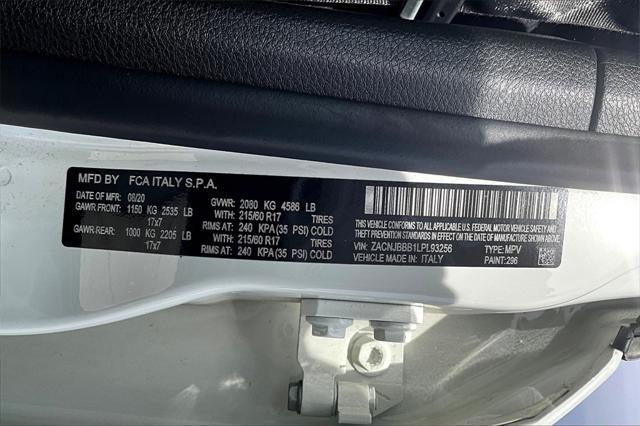 MFD BY FCA ITALY S.P.A.
DATE OF MFR: 08/20 GVWR: 2080 KG 4586 LB
GAWR FRONT: 1150 KG 2535 LB WITH: 215/60 R17 TIRES
17x7 RIMS AT: 240 KPA (35 PSI) COLD
GAWR-REAR: 1000 KG 2205 LB WITH: 215/60 R17 TIRES
17x7 RIMS AT: 240 KPA (35 PSI) COLD
THIS VEHICLE CONFORMS TO ALL APPLICABLE
U.S.A. FEDERAL MOTOR VEHICLE SAFETY, BUMPER, AND
THEFT PREVENTION STANDARDS IN EFFECT ON THE
DATE OF MANUFACTURE SHOWN ABOVE
VIN: ZACNJBBB1LPL93256 TYPE: MPV
VEHICLE MADE IN: ITALY PAINT: 296